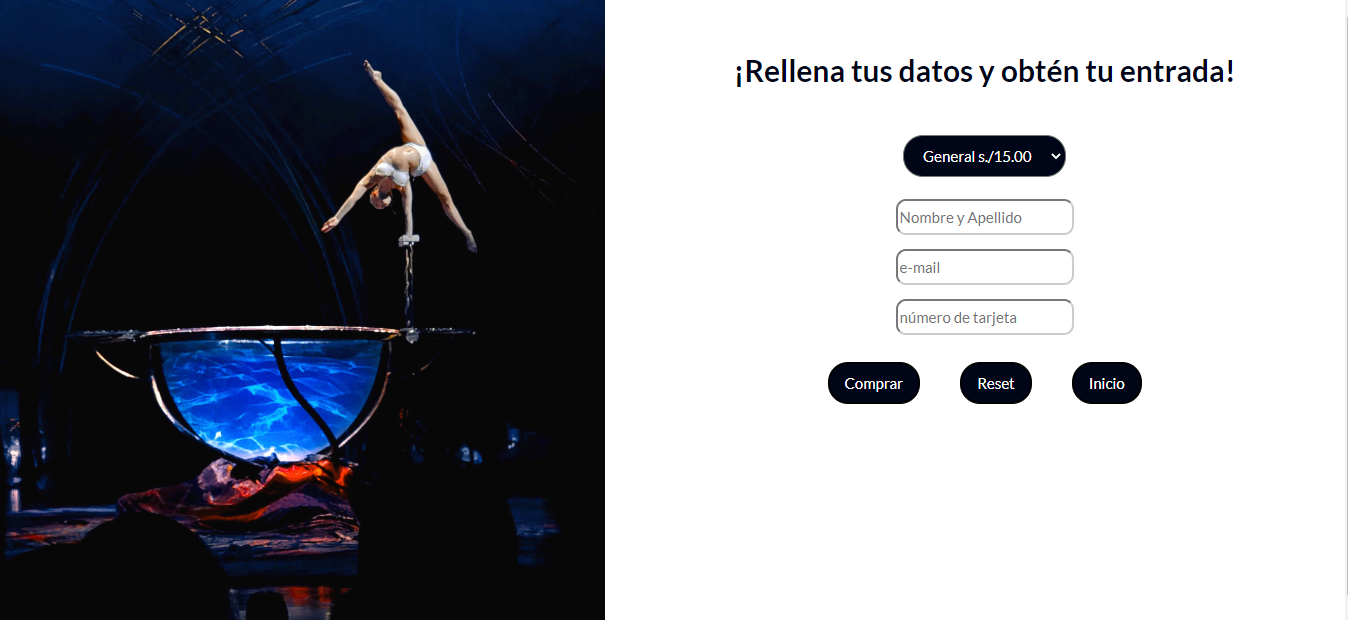 ¡Rellena tus datos y obtén tu entrada!
General s./15.00
Nombre y Apellido
e-mail
número de tarjeta
Comprar Reset Inicio